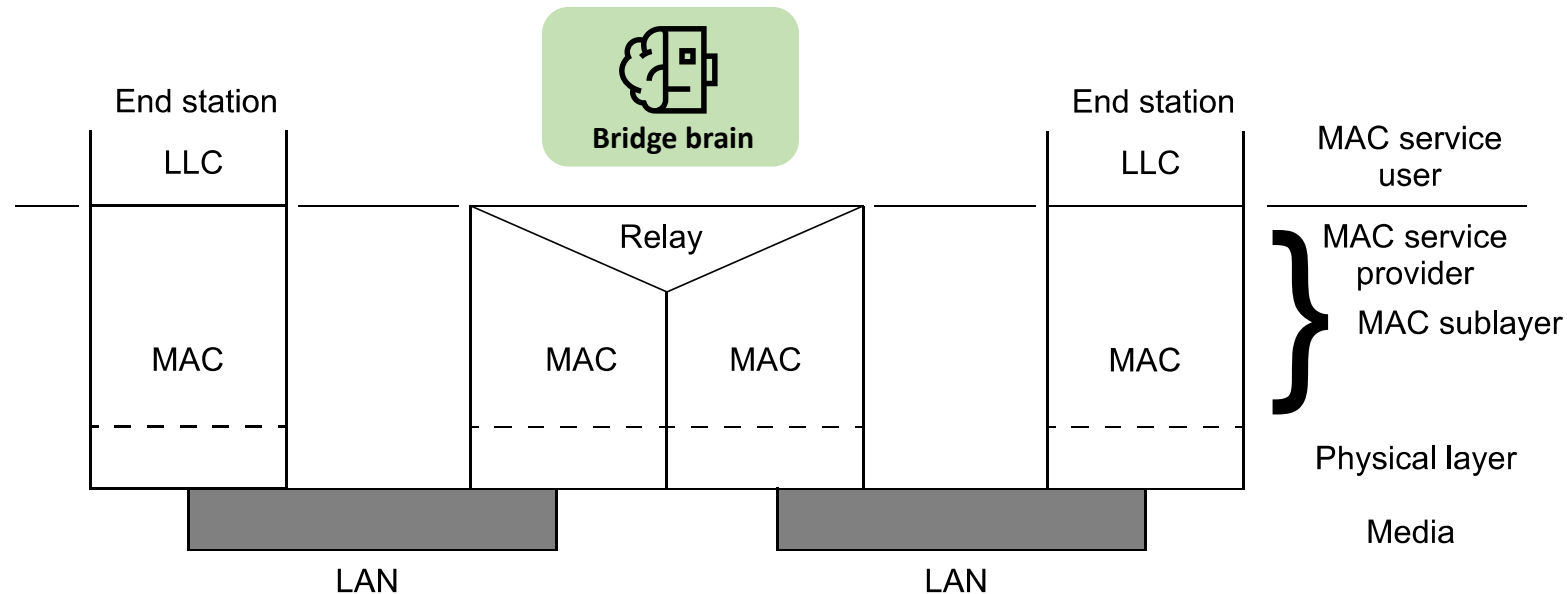 Bridge brain
End station
End station
LLC
LLC
MAC service
user
Relay
MAC service
provider
MAC sublayer
MAC
MAC
MAC
MAC
Physical layer
Media
LAN
LAN